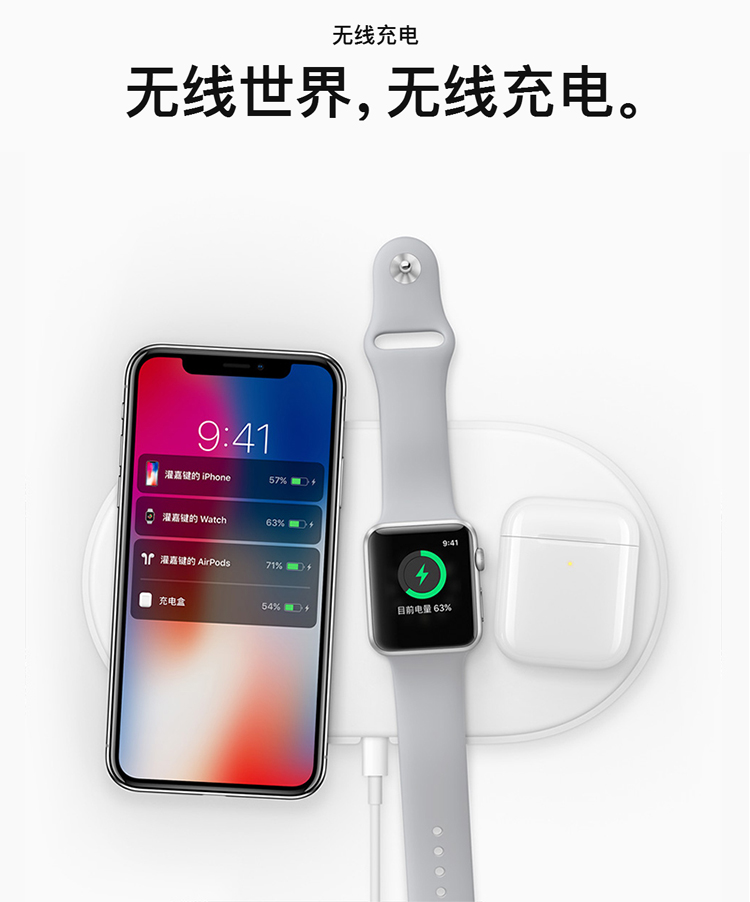 无线充电
无线世界，无线充电。
9:41
灌嘉键的 iPhone 57%
灌嘉键的 Watch 63%
灌嘉键的 AirPods 71%
充电盒 54%
9:41
目前电量 63%